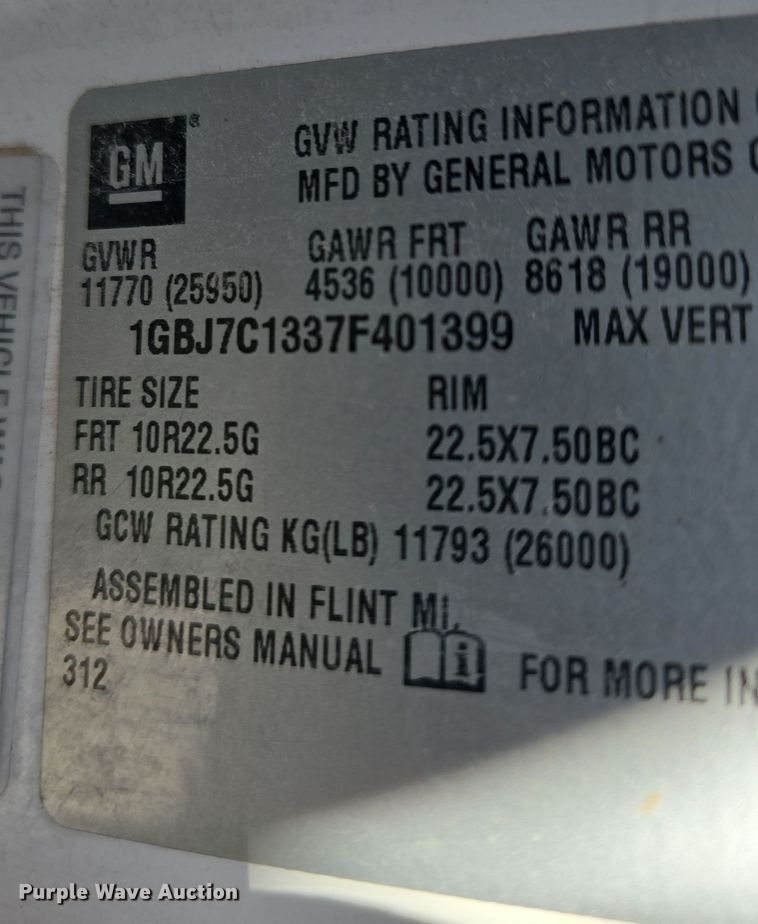 GM ®
GVW RATING INFORMATION
MFD BY GENERAL MOTORS
GVWR GAWR FRT GAWR RR
11770 (25950) 4536 (10000) 8618 (19000)
1GBJ7C1337F401399 MAX VERT
TIRE SIZE RIM
FRT 10R22.5G 22.5X7.50BC
RR 10R22.5G 22.5X7.50BC
GCW RATING KG(LB) 11793 (26000)
ASSEMBLED IN FLINT MI.
SEE OWNERS MANUAL i FOR MORE
312
THIS VEHICLE
Purple Wave Auction